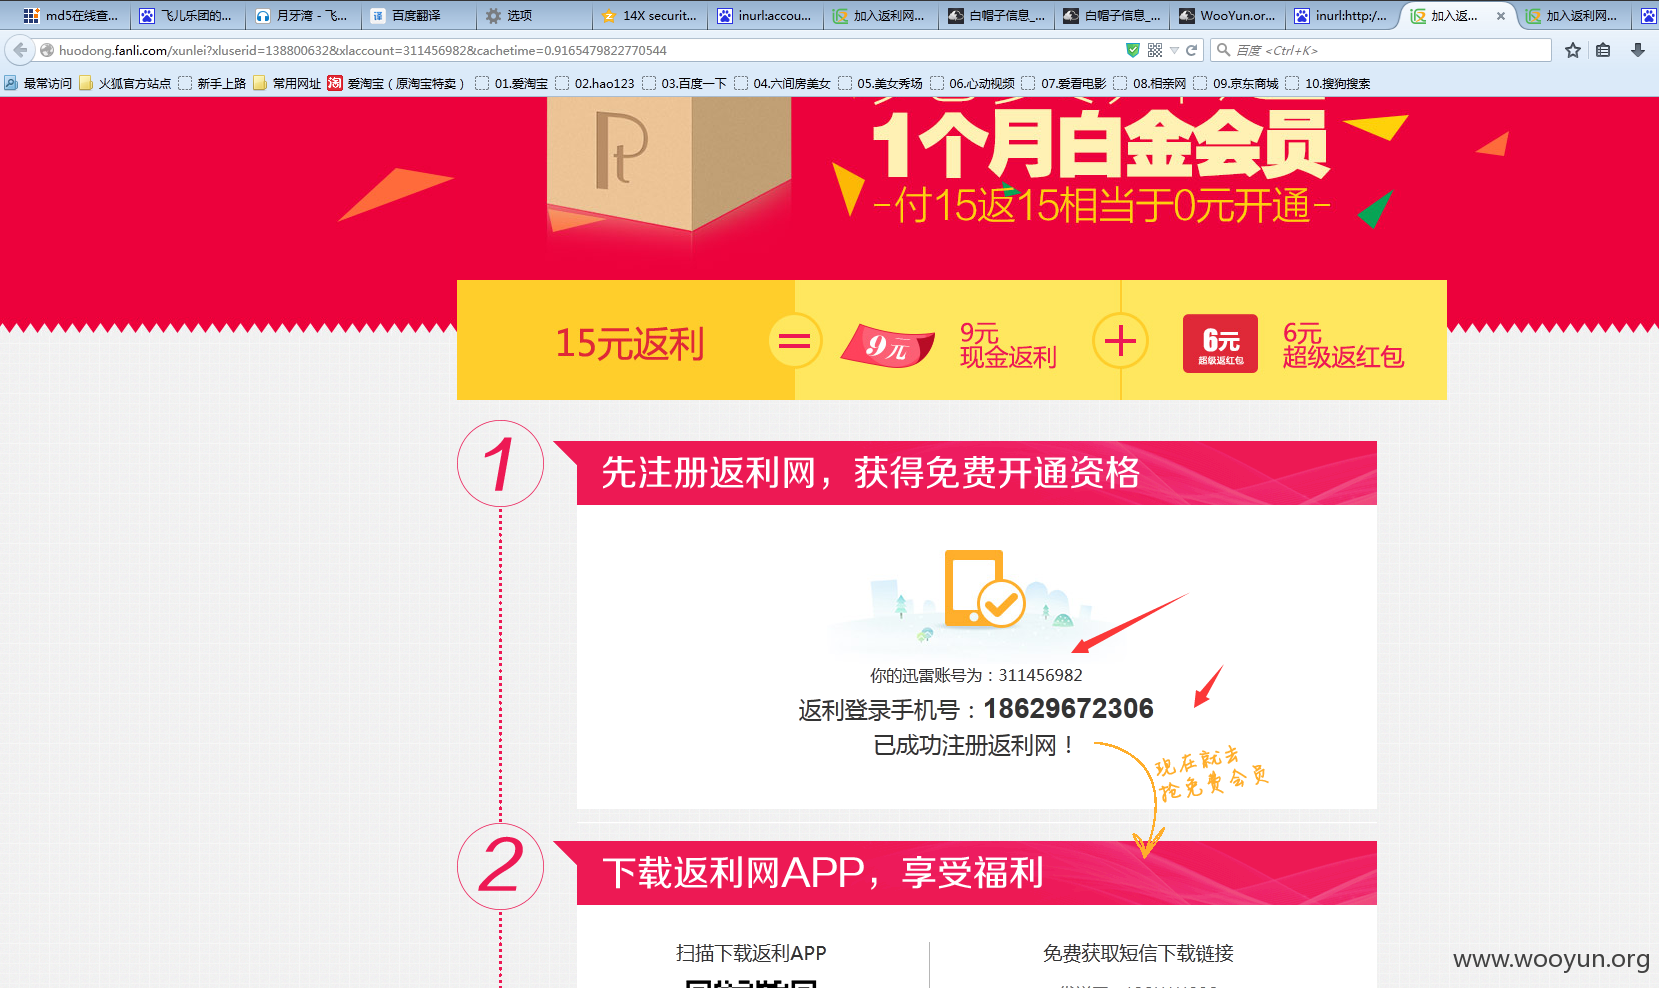 md5在线查...
飞儿乐团的...
月牙湾 - 飞...
百度翻译
选项
14X securit...
inurl:accou...
加入返利网...
白帽子信息_...
白帽子信息_...
WooYun.or...
inurl:http:/...
加入返...
加入返利网...
huodong.fanli.com/xunlei?xluserid=138800632&xlaccount=311456982&cachetime=0.9165479822770544
百度 <Ctrl+K>
最常访问
火狐官方站点
新手上路
常用网址
淘
爱淘宝（原淘宝特卖）
01.爱淘宝
02.hao123
03.百度一下
04.六间房美女
05.美女秀场
06.心动视频
07.爱看电影
08.相亲网
09.京东商城
10.搜狗搜索
Pt
1个月白金会员
-付15返15相当于0元开通-
15元返利
=
9元
9元
现金返利
+
6元
超级返红包
6元
超级返红包
1
先注册返利网，获得免费开通资格
你的迅雷账号为：311456982
返利登录手机号：18629672306
已成功注册返利网！
现在就去
抢免费会员
2
下载返利网APP，享受福利
扫描下载返利APP
免费获取短信下载链接
www.wooyun.org